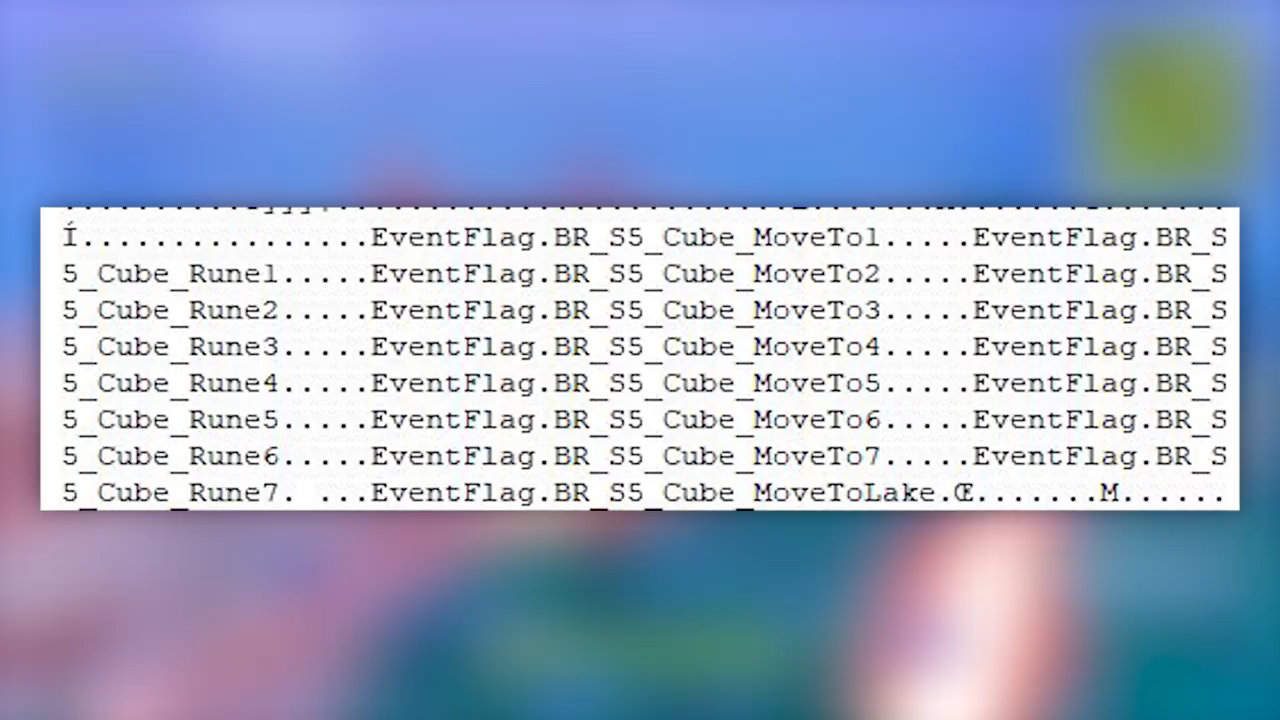 Í................EventFlag.BR_S5_Cube_MoveTo1.....EventFlag.BR_S
5_Cube_Rune1.....EventFlag.BR_S5_Cube_MoveTo2.....EventFlag.BR_S
5_Cube_Rune2.....EventFlag.BR_S5_Cube_MoveTo3.....EventFlag.BR_S
5_Cube_Rune3.....EventFlag.BR_S5_Cube_MoveTo4.....EventFlag.BR_S
5_Cube_Rune4.....EventFlag.BR_S5_Cube_MoveTo5.....EventFlag.BR_S
5_Cube_Rune5.....EventFlag.BR_S5_Cube_MoveTo6.....EventFlag.BR_S
5_Cube_Rune6.....EventFlag.BR_S5_Cube_MoveTo7.....EventFlag.BR_S
5_Cube_Rune7. ...EventFlag.BR_S5_Cube_MoveToLake.Œ.......M......